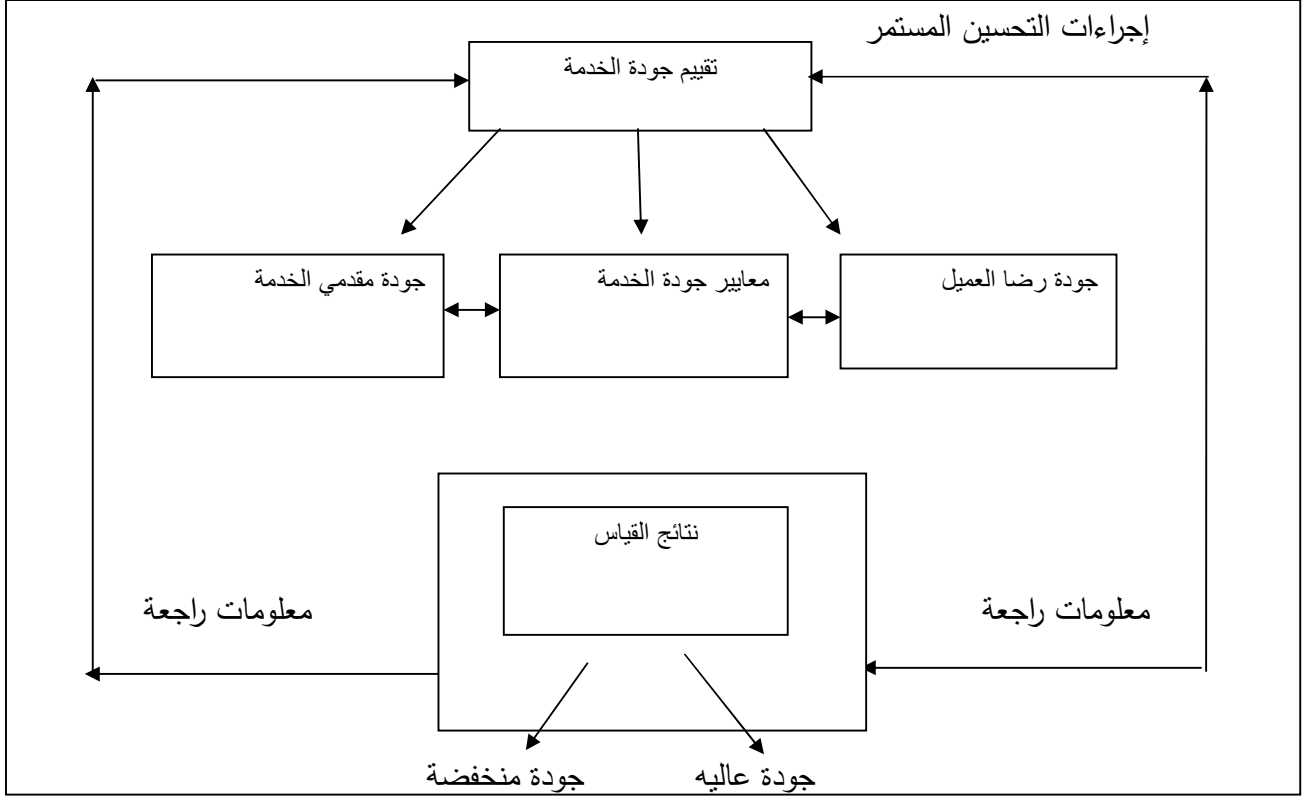 إجراءات التحسين المستمر
تقييم جودة الخدمة
جودة رضا العميل
معايير جودة الخدمة
جودة مقدمي الخدمة
نتائج القياس
معلومات راجعة
معلومات راجعة
جودة عاليه
جودة منخفضة